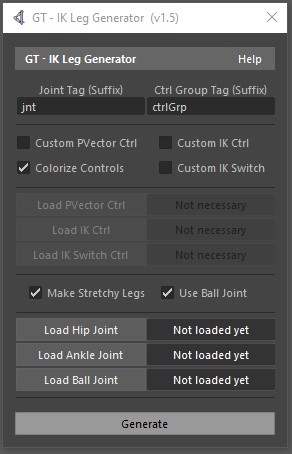 GT - IK Leg Generator (v1.5)
GT - IK Leg Generator Help
Joint Tag (Suffix) Ctrl Group Tag (Suffix)
jnt ctrlGrp
Custom PVector Ctrl Custom IK Ctrl
Colorize Controls Custom IK Switch
Load PVector Ctrl Not necessary
Load IK Ctrl Not necessary
Load IK Switch Ctrl Not necessary
Make Stretchy Legs Use Ball Joint
Load Hip Joint Not loaded yet
Load Ankle Joint Not loaded yet
Load Ball Joint Not loaded yet
Generate